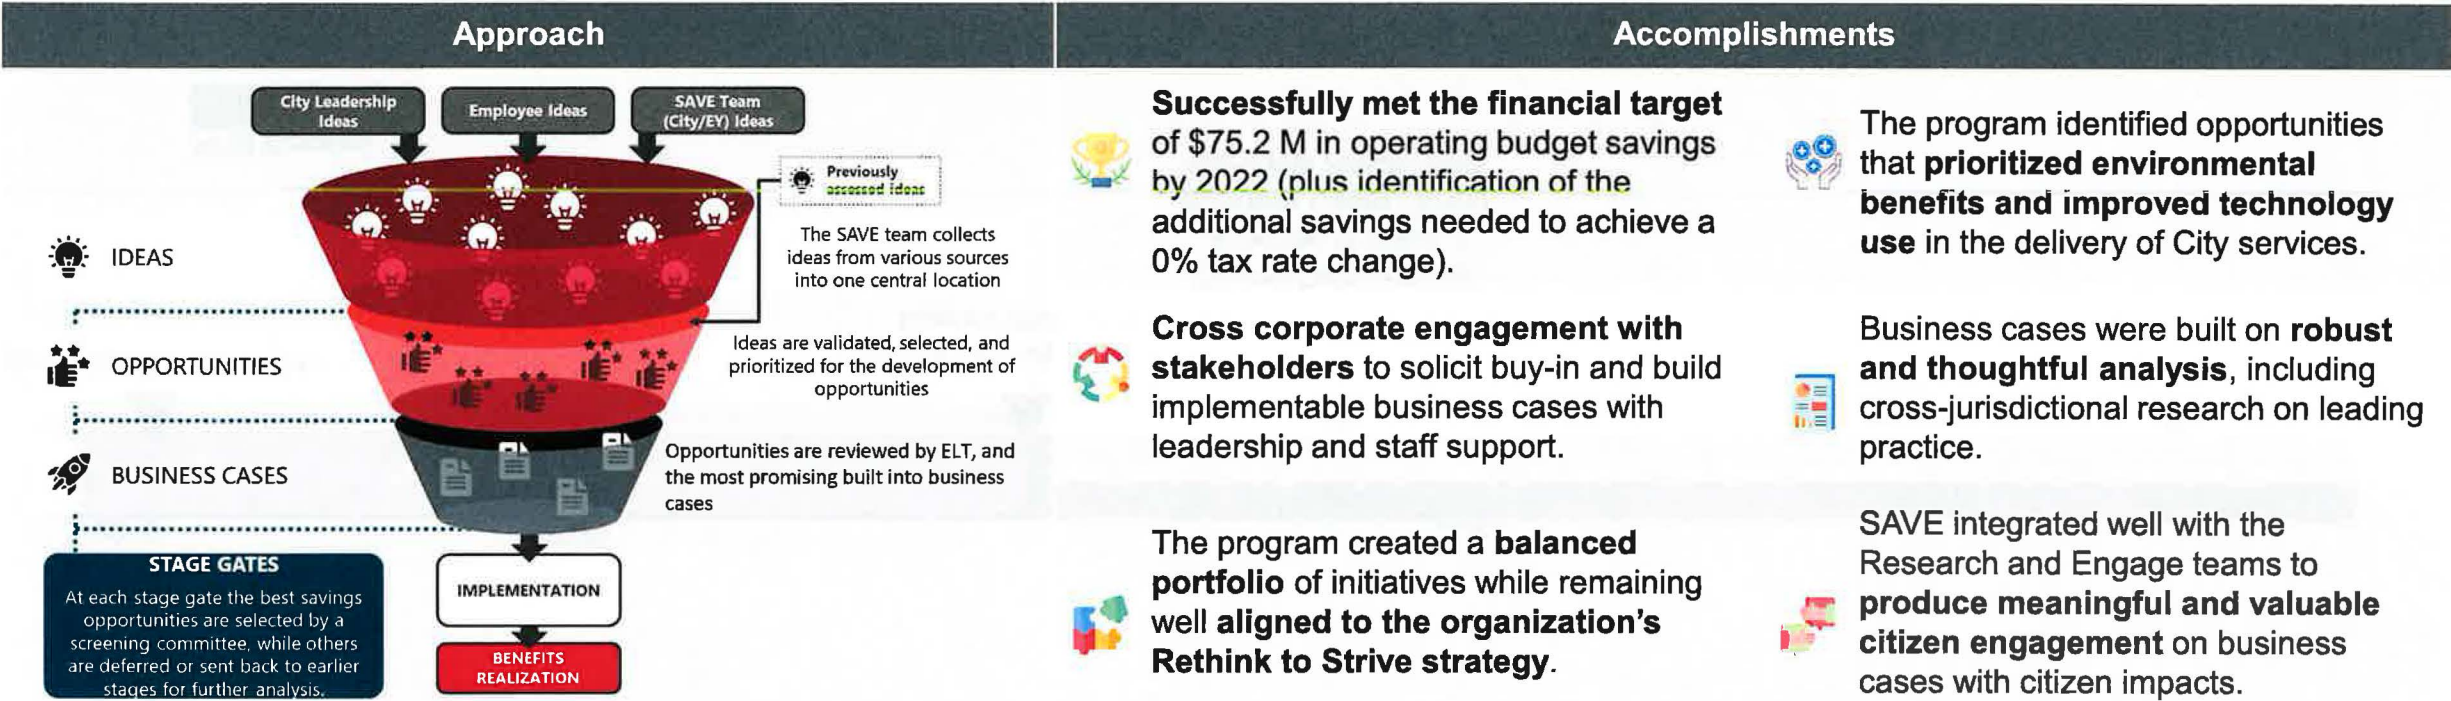 Approach
City Leadership
Ideas
Employee Ideas
SAVE Team
(City/EY) Ideas
Previously
assessed ideas
The SAVE team collects
ideas from various sources
into one central location
IDEAS
Ideas are validated, selected, and
prioritized for the development of
opportunities
OPPORTUNITIES
Opportunities are reviewed by ELT, and
the most promising built into business
cases
BUSINESS CASES
STAGE GATES
At each stage gate the best savings
opportunities are selected by a
screening committee, while others
are deferred or sent back to earlier
stages for further analysis.
IMPLEMENTATION
BENEFITS
REALIZATION
Accomplishments
Successfully met the financial target
of $75.2 M in operating budget savings
by 2022 (plus identification of the
additional savings needed to achieve a
0% tax rate change).
Cross corporate engagement with
stakeholders to solicit buy-in and build
implementable business cases with
leadership and staff support.
The program created a balanced
portfolio of initiatives while remaining
well aligned to the organization's
Rethink to Strive strategy.
The program identified opportunities
that prioritized environmental
benefits and improved technology
use in the delivery of City services.
Business cases were built on robust
and thoughtful analysis, including
cross-jurisdictional research on leading
practice.
SAVE integrated well with the
Research and Engage teams to
produce meaningful and valuable
citizen engagement on business
cases with citizen impacts.